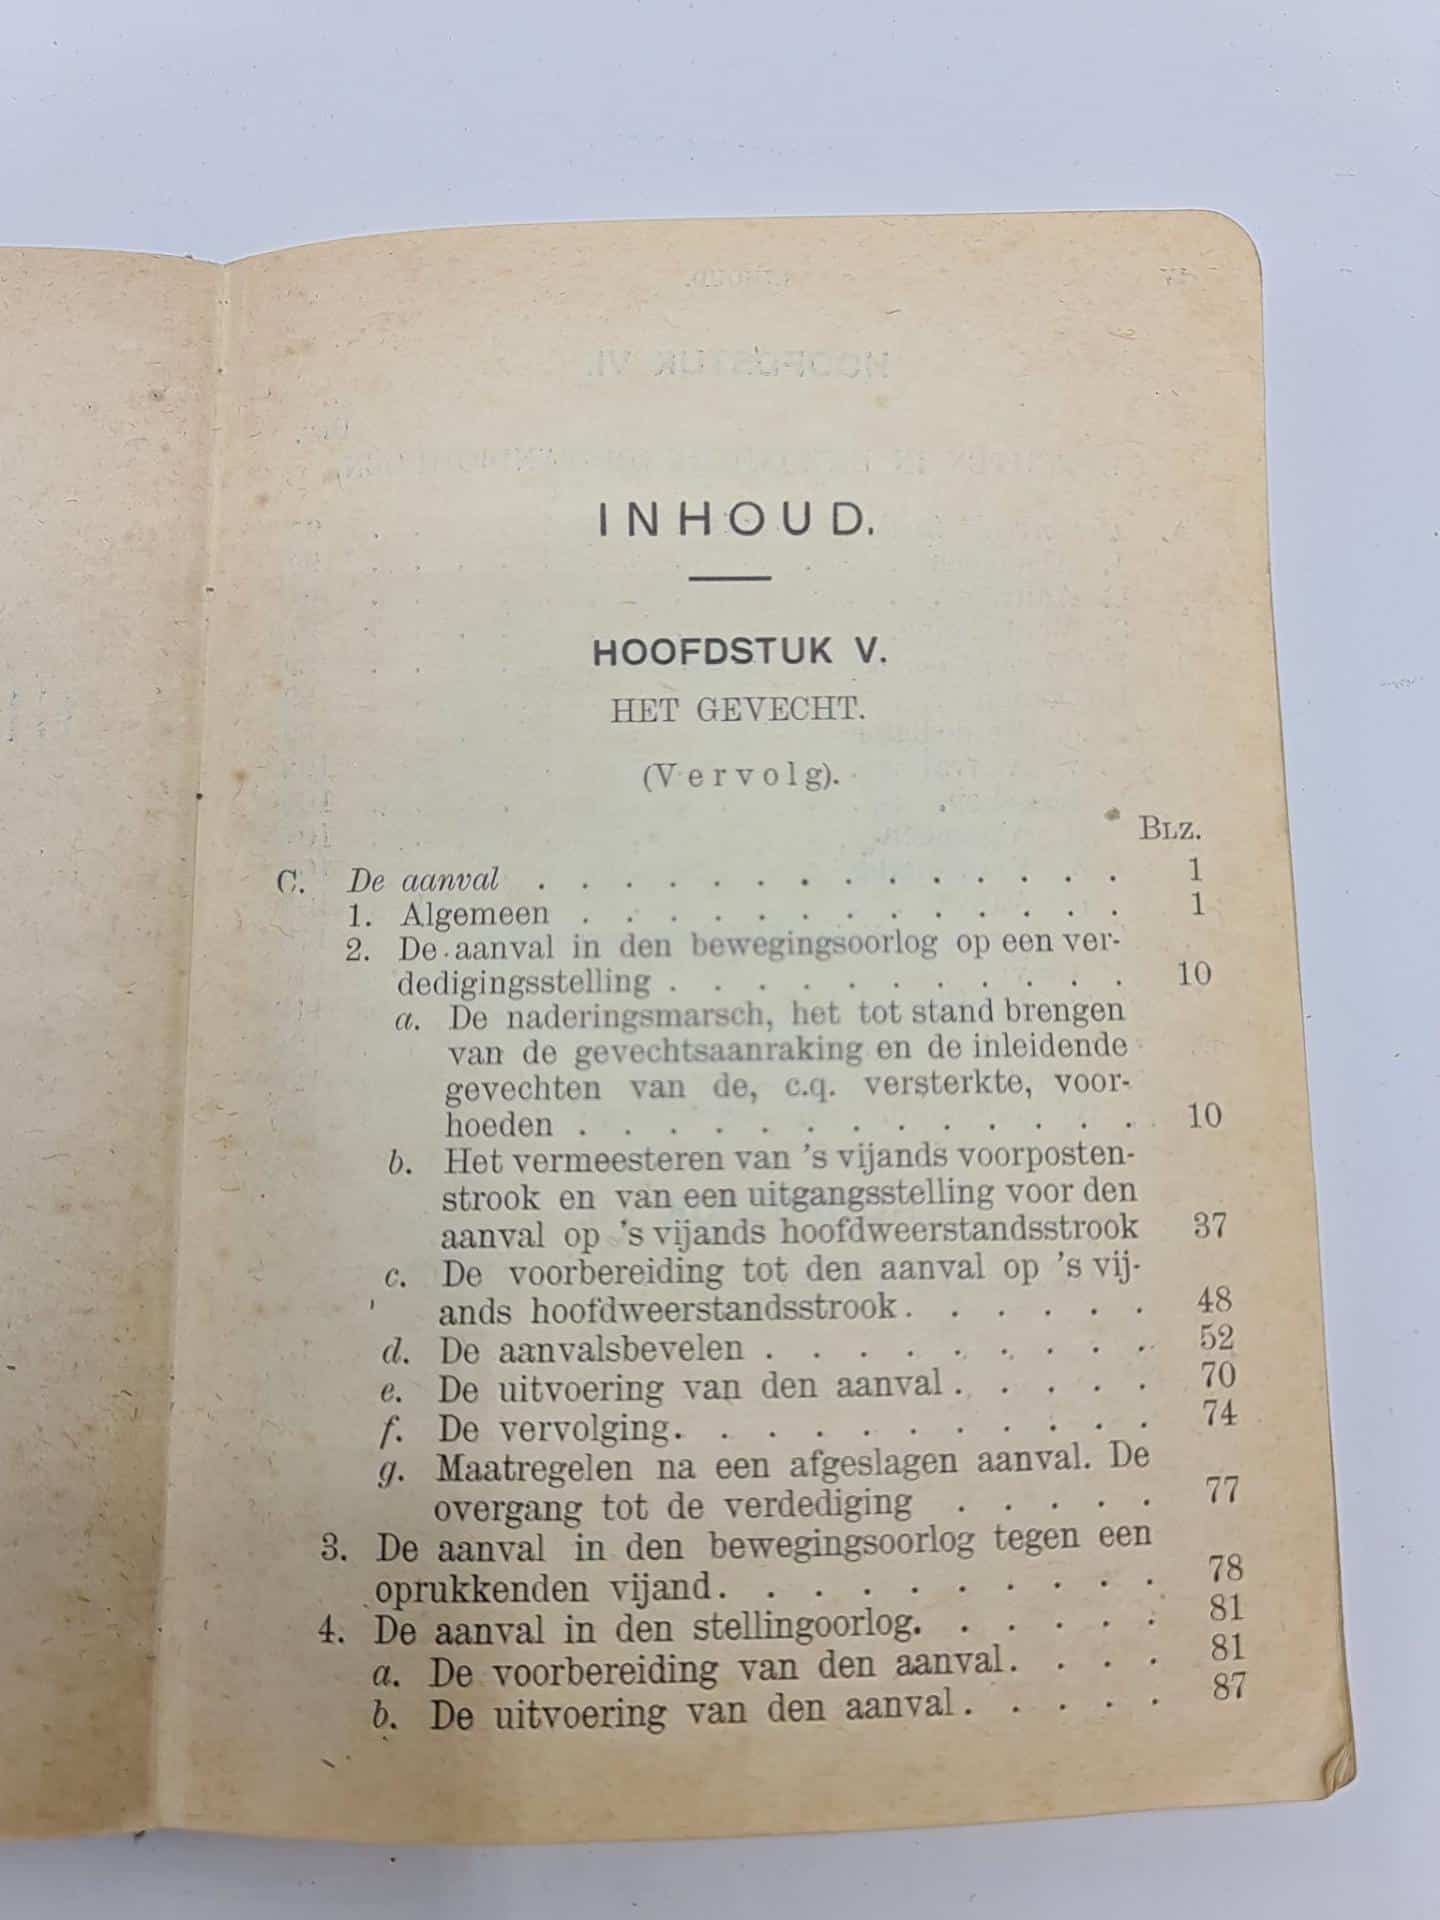 INHOUD.
HOOFDSTUK V.
HET GEVECHT.
(Vervolg).
BLZ.
C. De aanval . . . . . . . . . . . . . . 1
1. Algemeen . . . . . . . . . . . . . 1
2. De aanval in den bewegingsoorlog op een ver-
dedigingsstelling . . . . . . . . . . . 10
a. De naderingsmarsch, het tot stand brengen
van de gevechtsaanraking en de inleidende
gevechten van de, c.q. versterkte, voor-
hoeden . . . . . . . . . . . . . 10
b. Het vermeesteren van 's vijands voorposten-
strook en van een uitgangsstelling voor den
aanval op 's vijands hoofdweerstandsstrook 37
c. De voorbereiding tot den aanval op 's vij-
ands hoofdweerstandsstrook . . . . . . 48
d. De aanvalsbevelen . . . . . . . . . 52
e. De uitvoering van den aanval . . . . . 70
f. De vervolging . . . . . . . . . . . 74
g. Maatregelen na een afgeslagen aanval. De
overgang tot de verdediging . . . . . 77
3. De aanval in den bewegingsoorlog tegen een
oprukkenden vijand . . . . . . . . . . 78
4. De aanval in den stellingoorlog . . . . . . 81
a. De voorbereiding van den aanval . . . . 81
b. De uitvoering van den aanval . . . . . 87